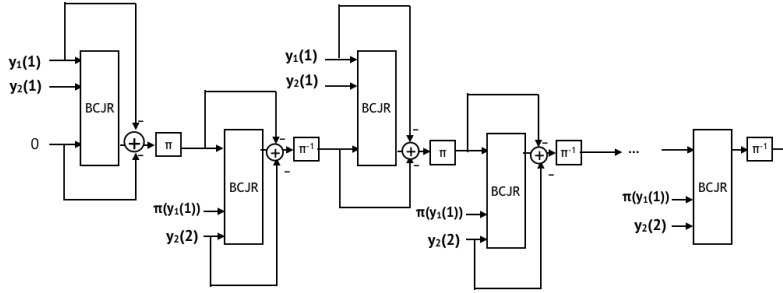 y₁(1)
y₂(1)
0
BCJR
-
+
-
π
BCJR
π(y₁(1))
y₂(2)
-
+
-
π⁻¹
y₁(1)
y₂(1)
BCJR
-
+
-
π
BCJR
π(y₁(1))
y₂(2)
-
+
-
π⁻¹
...
BCJR
π(y₁(1))
y₂(2)
π⁻¹